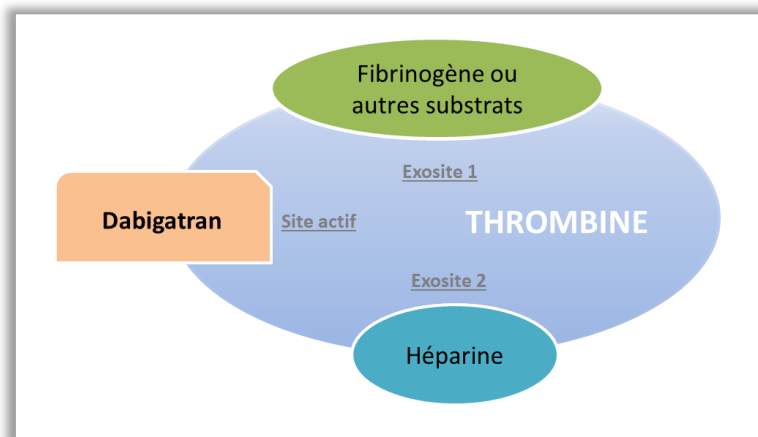 Fibrinogène ou
autres substrats
Exosite 1
Dabigatran
Site actif
THROMBINE
Exosite 2
Héparine